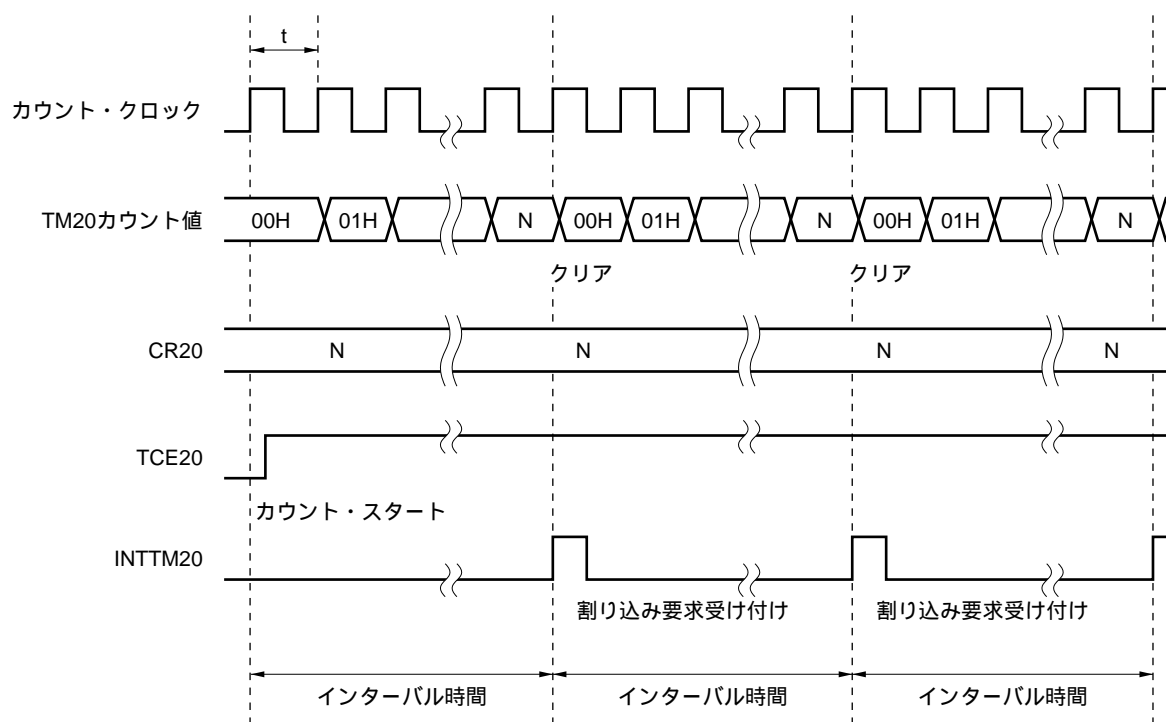 t
カウント・クロック
TM20カウント値 00H 01H N 00H 01H N 00H 01H N
クリア クリア
CR20 N N N N
TCE20
カウント・スタート
INTTM20
割り込み要求受け付け 割り込み要求受け付け
インターバル時間 インターバル時間 インターバル時間